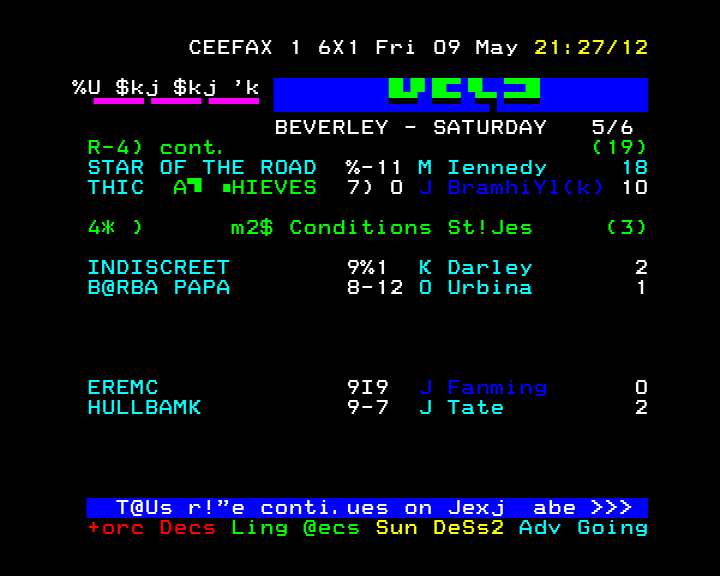 CEEFAX 1 6X1 Fri 09 May 21:27/12
%U $kj $kj ’k
BEVERLEY - SATURDAY 5/6
R-4) cont. (19)
STAR OF THE ROAD %-11 M Iennedy 18
THIC A HIEVES 7) O J BramhiYl(k) 10
4* ) m2$ Conditions St!Jes (3)
INDISCREET 9%1 K Darley 2
B@RBA PAPA 8-12 O Urbina 1
EREMC 9I9 J Fanming 0
HULLBAMK 9-7 J Tate 2
T@Us r!”e conti.ues on Jexj abe >>>
+orc Decs Ling @ecs Sun DeSs2 Adv Going